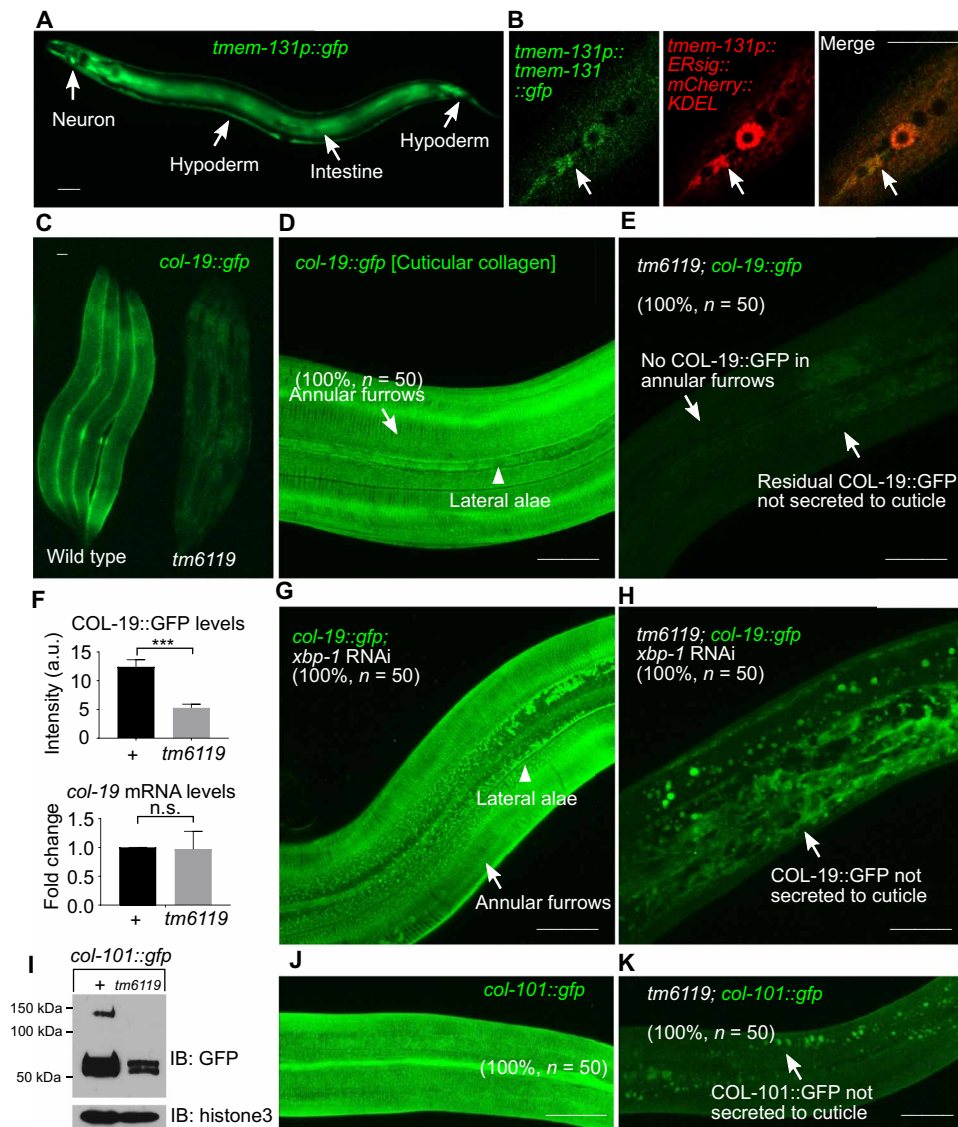 A
tmem-131p::gfp
Neuron
Hypoderm
Intestine
Hypoderm
B
tmem-131p::
tmem-131
::gfp
tmem-131p::
ERsig::
mCherry::
KDEL
Merge
C
col-19::gfp
Wild type
tm6119
D
col-19::gfp [Cuticular collagen]
(100%, n = 50)
Annular furrows
Lateral alae
E
tm6119; col-19::gfp
(100%, n = 50)
No COL-19::GFP in
annular furrows
Residual COL-19::GFP
not secreted to cuticle
F
COL-19::GFP levels
***
Intensity (a.u.)
15
10
5
0
+
tm6119
col-19 mRNA levels
n.s.
Fold change
1.5
1.0
0.5
0.0
+
tm6119
G
col-19::gfp;
xbp-1 RNAi
(100%, n = 50)
Lateral alae
Annular furrows
H
tm6119; col-19::gfp
xbp-1 RNAi
(100%, n = 50)
COL-19::GFP not
secreted to cuticle
I
col-101::gfp
+
tm6119
150 kDa
100 kDa
50 kDa
IB: GFP
IB: histone3
J
col-101::gfp
(100%, n = 50)
K
tm6119; col-101::gfp
(100%, n = 50)
COL-101::GFP not
secreted to cuticle